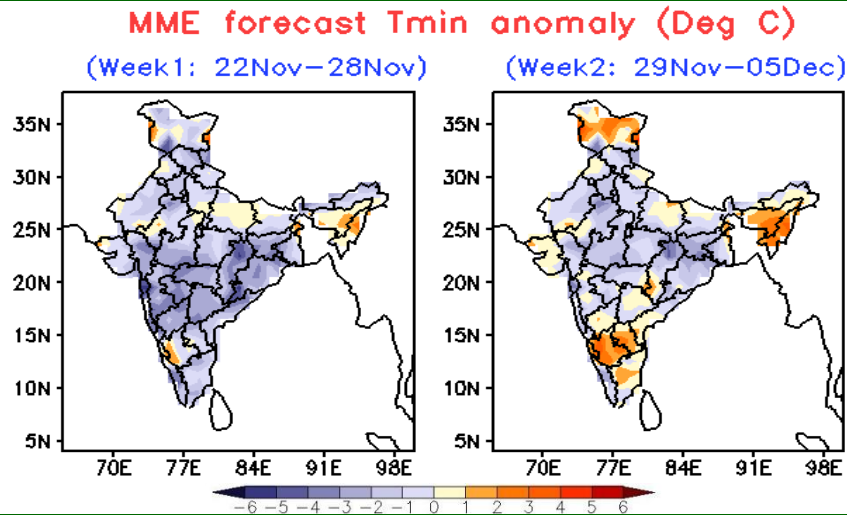 MME forecast Tmin anomaly (Deg C)
(Week1: 22Nov-28Nov)
(Week2: 29Nov-05Dec)
35N
30N
25N
20N
15N
10N
5N
70E 77E 84E 91E 98E
35N
30N
25N
20N
15N
10N
5N
70E 77E 84E 91E 98E
-6 -5 -4 -3 -2 -1 0 1 2 3 4 5 6